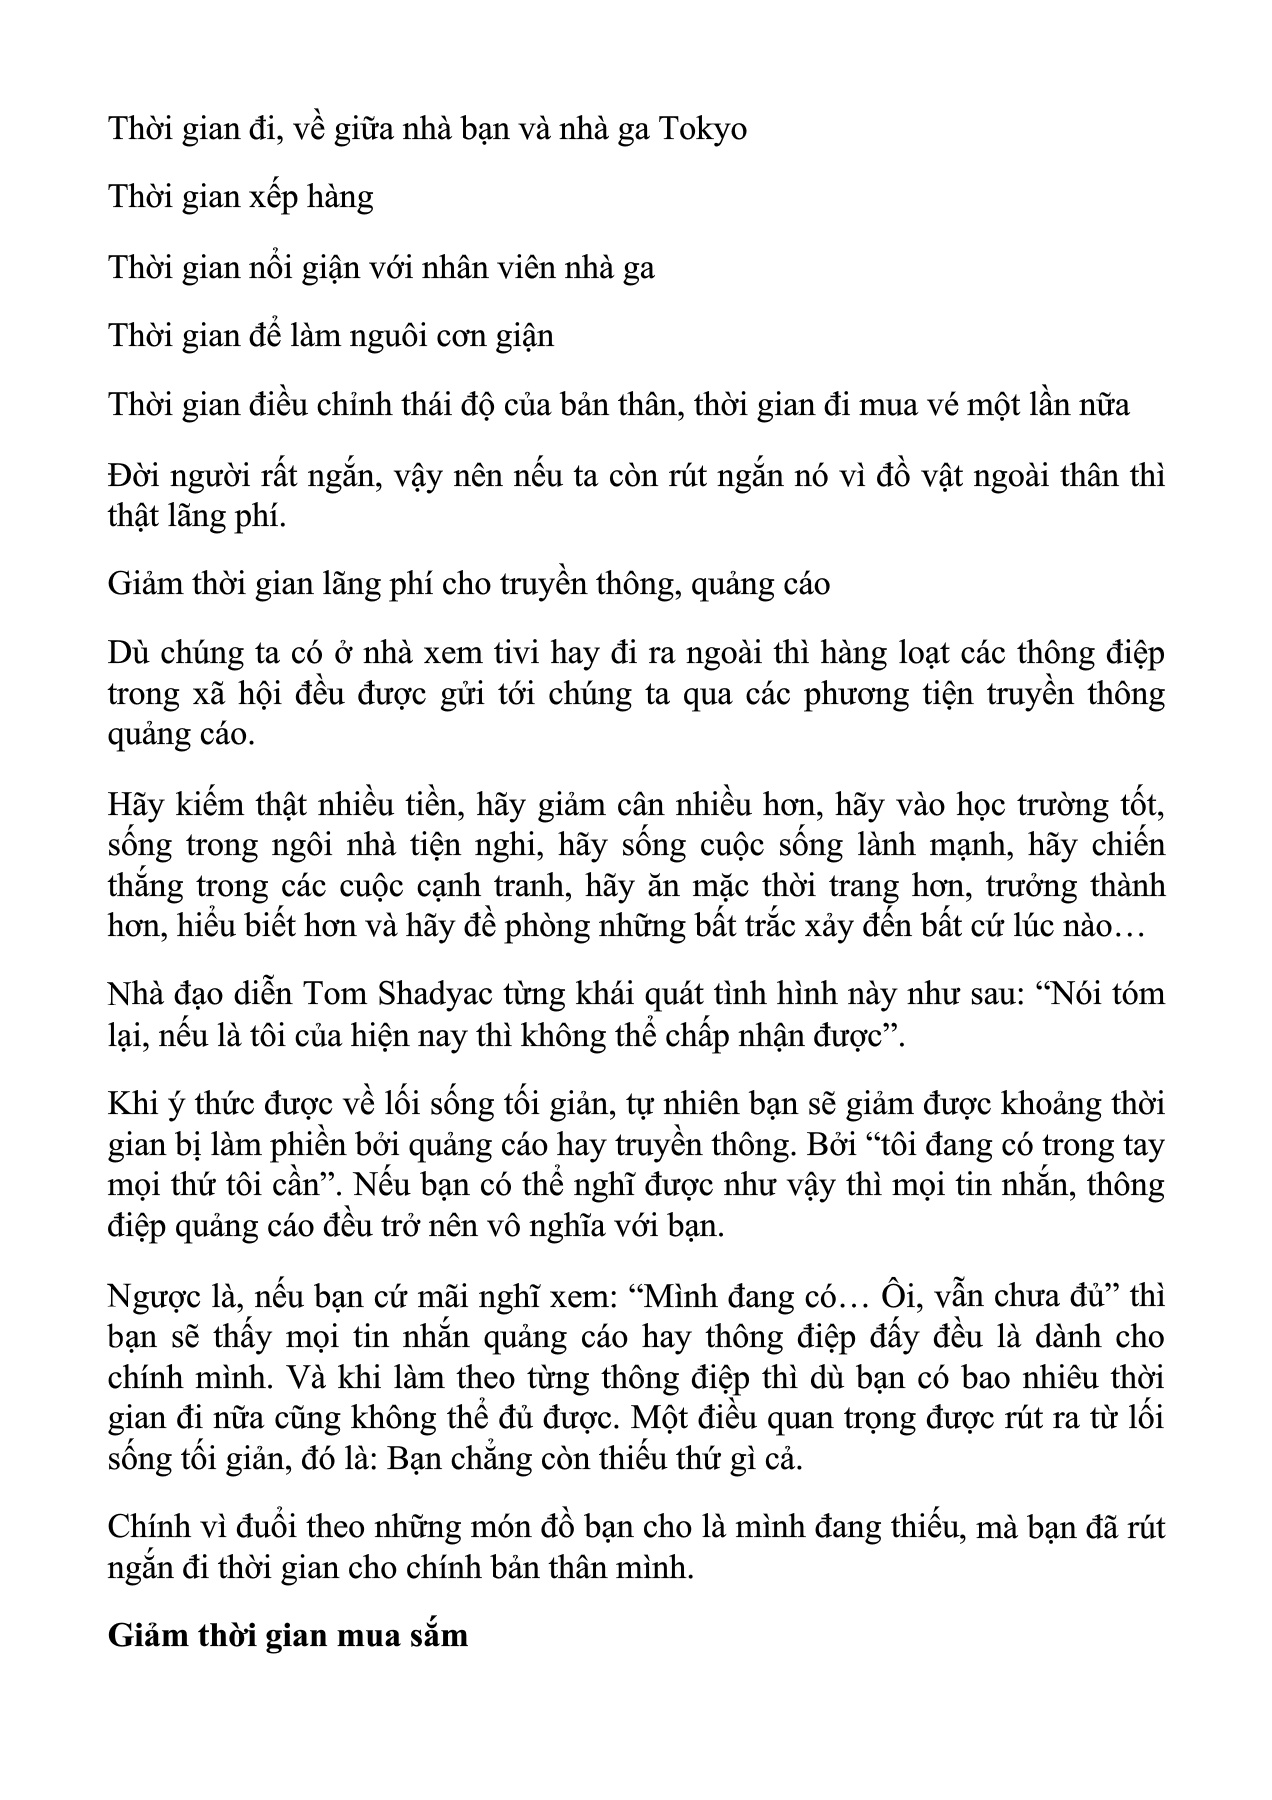 Thời gian đi, về giữa nhà bạn và nhà ga Tokyo
Thời gian xếp hàng
Thời gian nổi giận với nhân viên nhà ga
Thời gian để làm nguôi cơn giận
Thời gian điều chỉnh thái độ của bản thân, thời gian đi mua vé một lần nữa
Đời người rất ngắn, vậy nên nếu ta còn rút ngắn nó vì đồ vật ngoài thân thì
thật lãng phí.
Giảm thời gian lãng phí cho truyền thông, quảng cáo
Dù chúng ta có ở nhà xem tivi hay đi ra ngoài thì hàng loạt các thông điệp
trong xã hội đều được gửi tới chúng ta qua các phương tiện truyền thông
quảng cáo.
Hãy kiếm thật nhiều tiền, hãy giảm cân nhiều hơn, hãy vào học trường tốt,
sống trong ngôi nhà tiện nghi, hãy sống cuộc sống lành mạnh, hãy chiến
thắng trong các cuộc cạnh tranh, hãy ăn mặc thời trang hơn, trưởng thành
hơn, hiểu biết hơn và hãy đề phòng những bất trắc xảy đến bất cứ lúc nào…
Nhà đạo diễn Tom Shadyac từng khái quát tình hình này như sau: “Nói tóm
lại, nếu là tôi của hiện nay thì không thể chấp nhận được”.
Khi ý thức được về lối sống tối giản, tự nhiên bạn sẽ giảm được khoảng thời
gian bị làm phiền bởi quảng cáo hay truyền thông. Bởi “tôi đang có trong tay
mọi thứ tôi cần”. Nếu bạn có thể nghĩ được như vậy thì mọi tin nhắn, thông
điệp quảng cáo đều trở nên vô nghĩa với bạn.
Ngược là, nếu bạn cứ mãi nghĩ xem: “Mình đang có… Ôi, vẫn chưa đủ” thì
bạn sẽ thấy mọi tin nhắn quảng cáo hay thông điệp đấy đều là dành cho
chính mình. Và khi làm theo từng thông điệp thì dù bạn có bao nhiêu thời
gian đi nữa cũng không thể đủ được. Một điều quan trọng được rút ra từ lối
sống tối giản, đó là: Bạn chẳng còn thiếu thứ gì cả.
Chính vì đuổi theo những món đồ bạn cho là mình đang thiếu, mà bạn đã rút
ngắn đi thời gian cho chính bản thân mình.
Giảm thời gian mua sắm